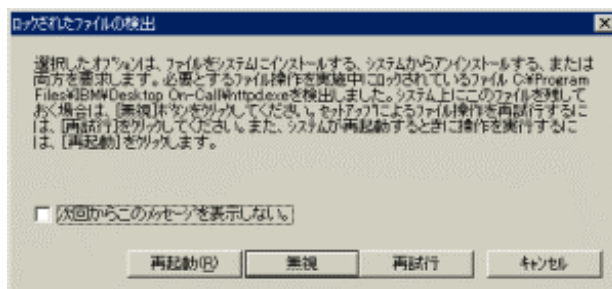 ロックされたファイルの検出
選択したオプションは、ファイルをシステムにインストールする、システムからアンインストールする、または
両方を要求します。必要とするファイル操作を実施中にロックされているファイル C:¥Program
Files¥IBM¥Desktop On-Call¥httpd.exeを検出しました。システム上にこのファイルを残して
おく場合は、[無視]ボタンをクリックしてください。セットアップによるファイル操作を再試行するに
は、[再試行]をクリックしてください。また、システムが再起動するときに操作を実行するに
は、[再起動]をクリックします。
次回からこのメッセージを表示しない。
再起動(R) 無視 再試行 キャンセル